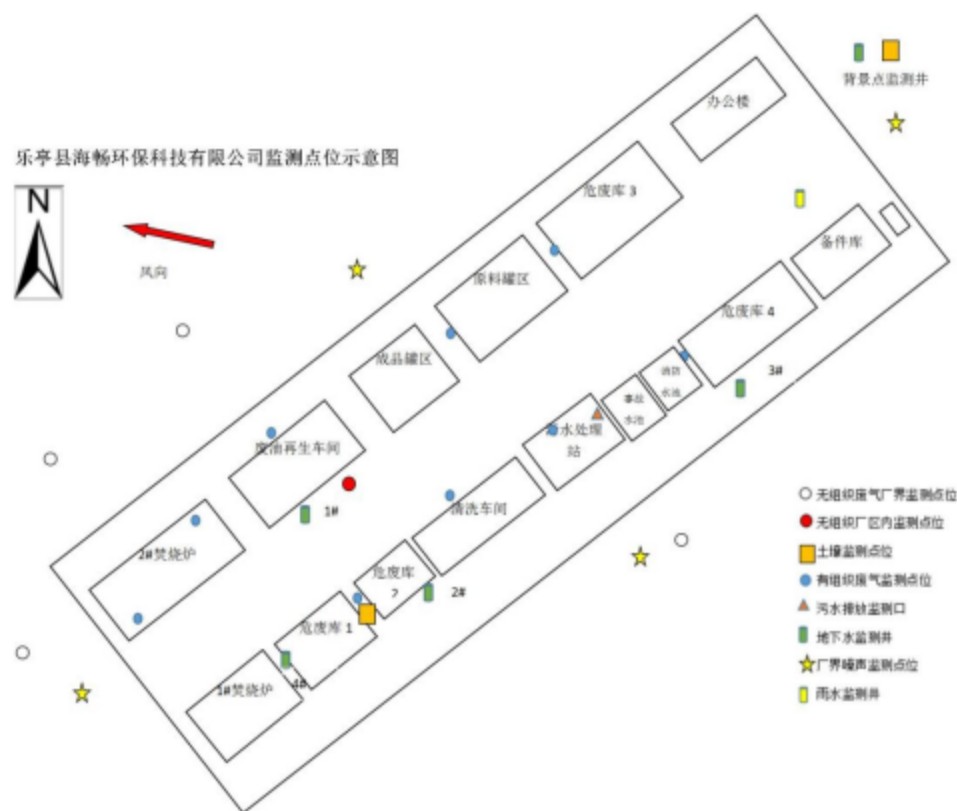 背景点监测井
办公楼
乐亭县海畅环保科技有限公司监测点位示意图
N
风向
危废库 3
备件库
原料罐区
危废库 4
成品罐区
消防
水池
3#
事故
水池
废油再生车间
污水处理
站
1#
清洗车间
2#焚烧炉
危废库
2
2#
危废库 1
4#
1#焚烧炉
无组织废气厂界监测点位
无组织厂区内监测点位
土壤监测点位
有组织废气监测点位
污水排放监测口
地下水监测井
厂界噪声监测点位
雨水监测井